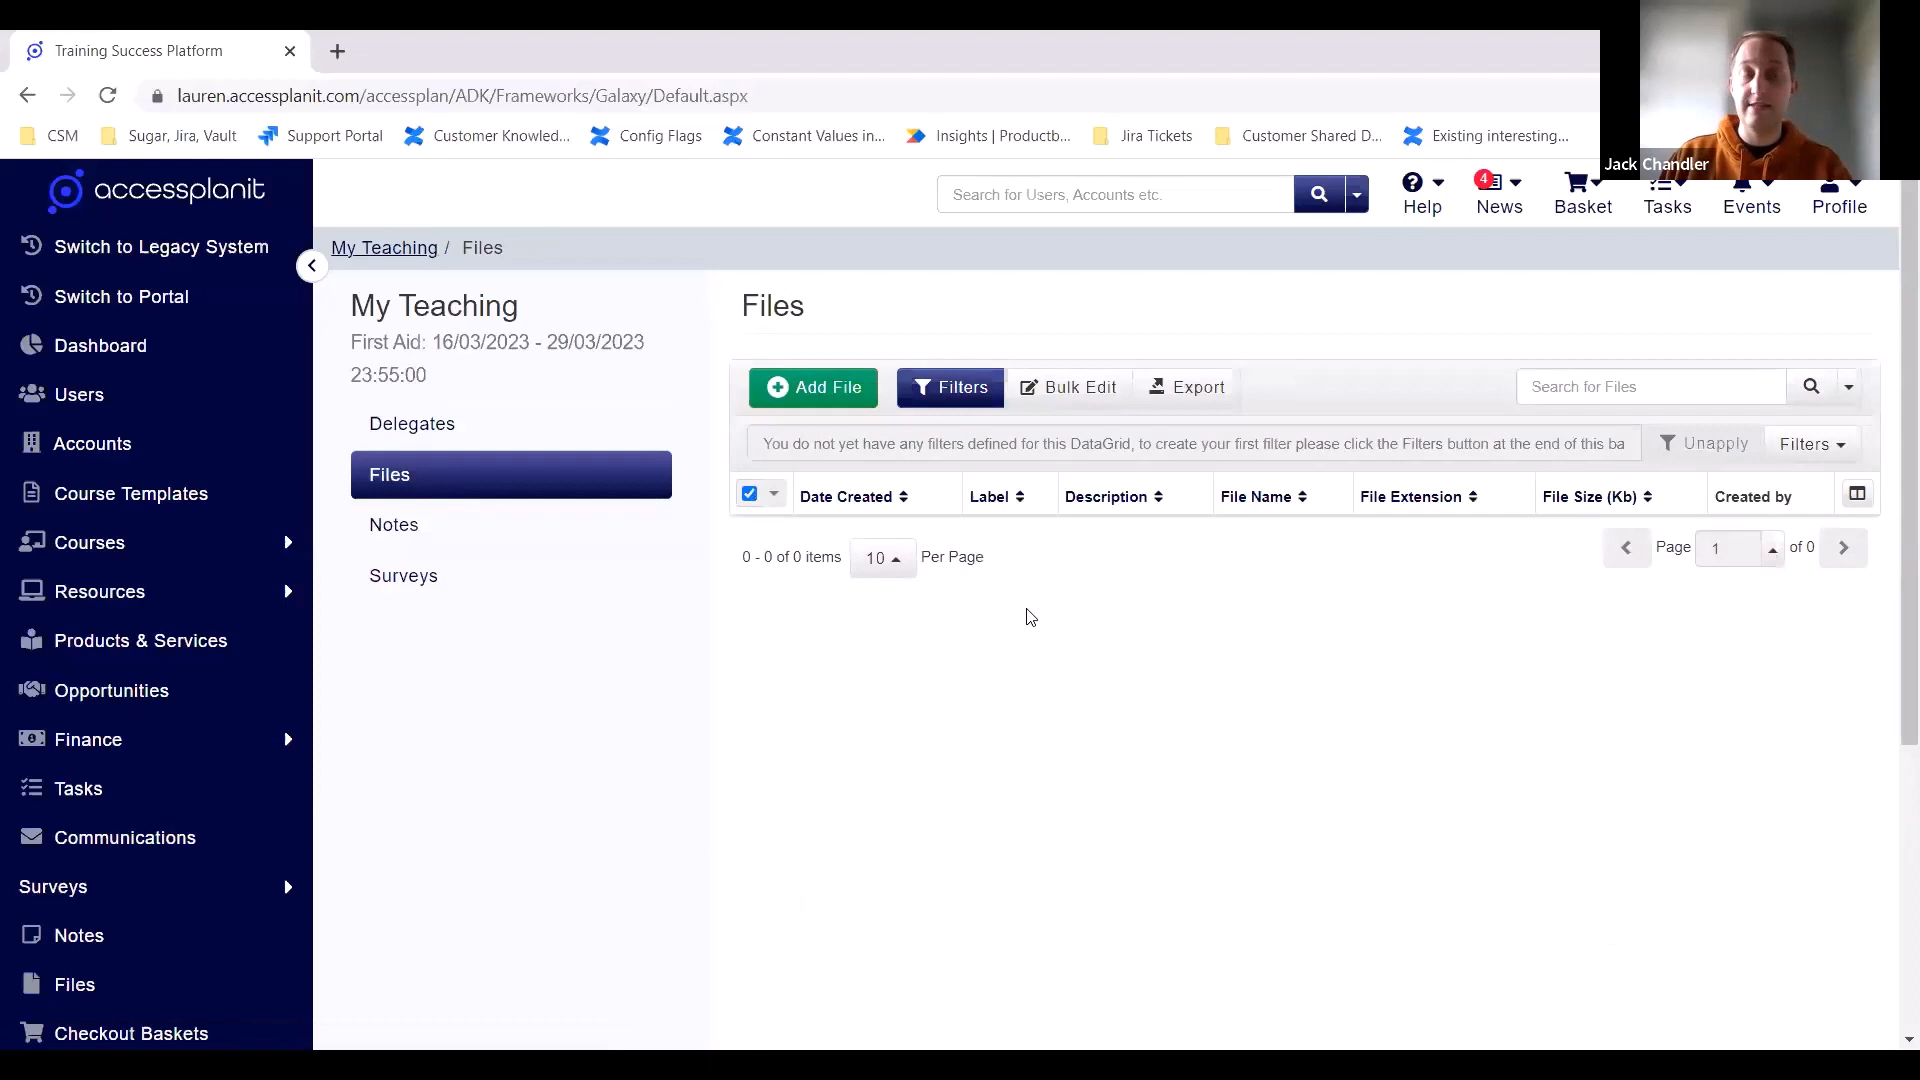 Training Success Platform
lauren.accessplanit.com/accessplan/ADK/Frameworks/Galaxy/Default.aspx
CSM
Sugar, Jira, Vault
Support Portal
Customer Knowled...
Config Flags
Constant Values in...
Insights | Productb...
Jira Tickets
Customer Shared D...
Existing interesting...
Jack Chandler
accessplanit
Search for Users, Accounts etc.
Help
4
News
Basket
Tasks
Events
Profile
Switch to Legacy System
Switch to Portal
Dashboard
Users
Accounts
Course Templates
Courses
Resources
Products & Services
Opportunities
Finance
Tasks
Communications
Surveys
Notes
Files
Checkout Baskets
My Teaching / Files
My Teaching
First Aid: 16/03/2023 - 29/03/2023
23:55:00
Delegates
Files
Notes
Surveys
Files
Add File
Filters
Bulk Edit
Export
Search for Files
You do not yet have any filters defined for this DataGrid, to create your first filter please click the Filters button at the end of this ba
Unapply
Filters
Date Created
Label
Description
File Name
File Extension
File Size (Kb)
Created by
0 - 0 of 0 items
10
Per Page
Page
1
of 0